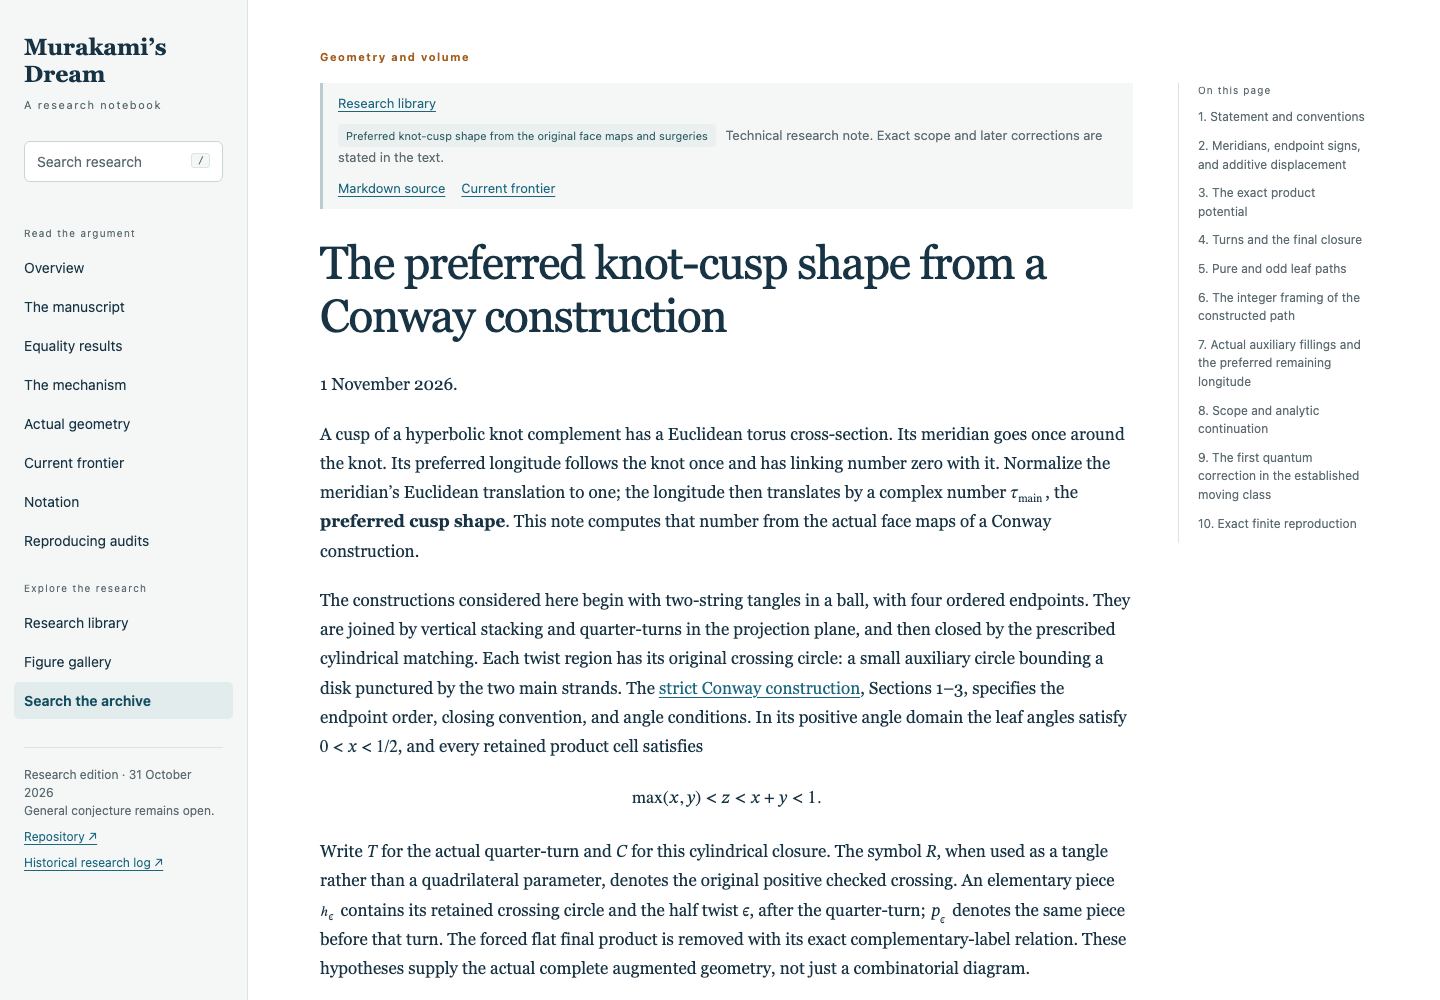 Murakami’s
Dream
A research notebook
Search research /
Read the argument
Overview
The manuscript
Equality results
The mechanism
Actual geometry
Current frontier
Notation
Reproducing audits
Explore the research
Research library
Figure gallery
Search the archive
Research edition · 31 October
2026
General conjecture remains open.
Repository ↗
Historical research log ↗
Geometry and volume
Research library
Preferred knot-cusp shape from the original face maps and surgeries Technical research note. Exact scope and later corrections are
stated in the text.
Markdown source Current frontier
The preferred knot-cusp shape from a
Conway construction
1 November 2026.
A cusp of a hyperbolic knot complement has a Euclidean torus cross-section. Its meridian goes once around
the knot. Its preferred longitude follows the knot once and has linking number zero with it. Normalize the
meridian’s Euclidean translation to one; the longitude then translates by a complex number τ_main, the
preferred cusp shape. This note computes that number from the actual face maps of a Conway
construction.
The constructions considered here begin with two-string tangles in a ball, with four ordered endpoints. They
are joined by vertical stacking and quarter-turns in the projection plane, and then closed by the prescribed
cylindrical matching. Each twist region has its original crossing circle: a small auxiliary circle bounding a
disk punctured by the two main strands. The strict Conway construction, Sections 1–3, specifies the
endpoint order, closing convention, and angle conditions. In its positive angle domain the leaf angles satisfy
0 < x < 1/2, and every retained product cell satisfies
max(x, y) < z < x + y < 1.
Write T for the actual quarter-turn and C for this cylindrical closure. The symbol R, when used as a tangle
rather than a quadrilateral parameter, denotes the original positive checked crossing. An elementary piece
h_ϵ contains its retained crossing circle and the half twist ϵ, after the quarter-turn; p_ϵ denotes the same piece
before that turn. The forced flat final product is removed with its exact complementary-label relation. These
hypotheses supply the actual complete augmented geometry, not just a combinatorial diagram.
On this page
1. Statement and conventions
2. Meridians, endpoint signs,
and additive displacement
3. The exact product
potential
4. Turns and the final closure
5. Pure and odd leaf paths
6. The integer framing of the
constructed path
7. Actual auxiliary fillings and
the preferred remaining
longitude
8. Scope and analytic
continuation
9. The first quantum
correction in the established
moving class
10. Exact finite reproduction